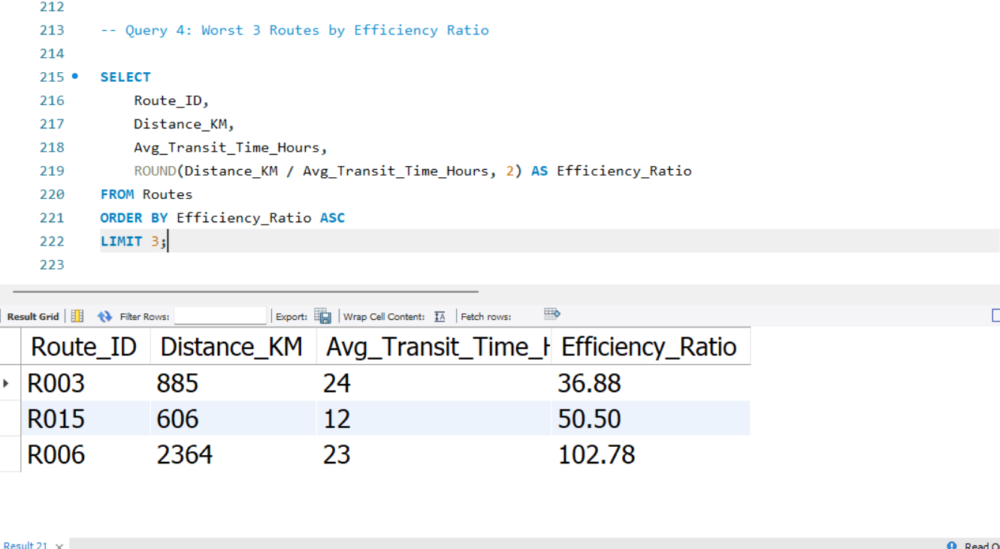 212
213 -- Query 4: Worst 3 Routes by Efficiency Ratio
214
215 SELECT
216 Route_ID,
217 Distance_KM,
218 Avg_Transit_Time_Hours,
219 ROUND(Distance_KM / Avg_Transit_Time_Hours, 2) AS Efficiency_Ratio
220 FROM Routes
221 ORDER BY Efficiency_Ratio ASC
222 LIMIT 3;
223
Result Grid Filter Rows: Export: Wrap Cell Content: IA Fetch rows:
Route_ID Distance_KM Avg_Transit_Time_H Efficiency_Ratio
R003 885 24 36.88
R015 606 12 50.50
R006 2364 23 102.78
Result 21 Read O